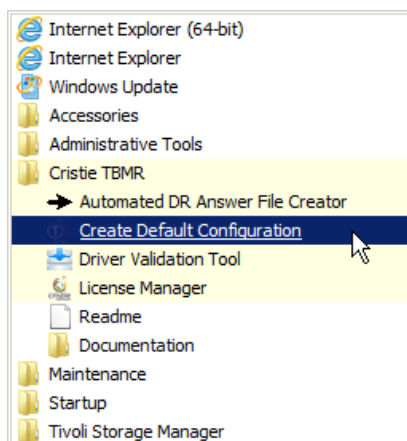 Internet Explorer (64-bit)
Internet Explorer
Windows Update
Accessories
Administrative Tools
Cristie TBMR
Automated DR Answer File Creator
Create Default Configuration
Driver Validation Tool
License Manager
Readme
Documentation
Maintenance
Startup
Tivoli Storage Manager